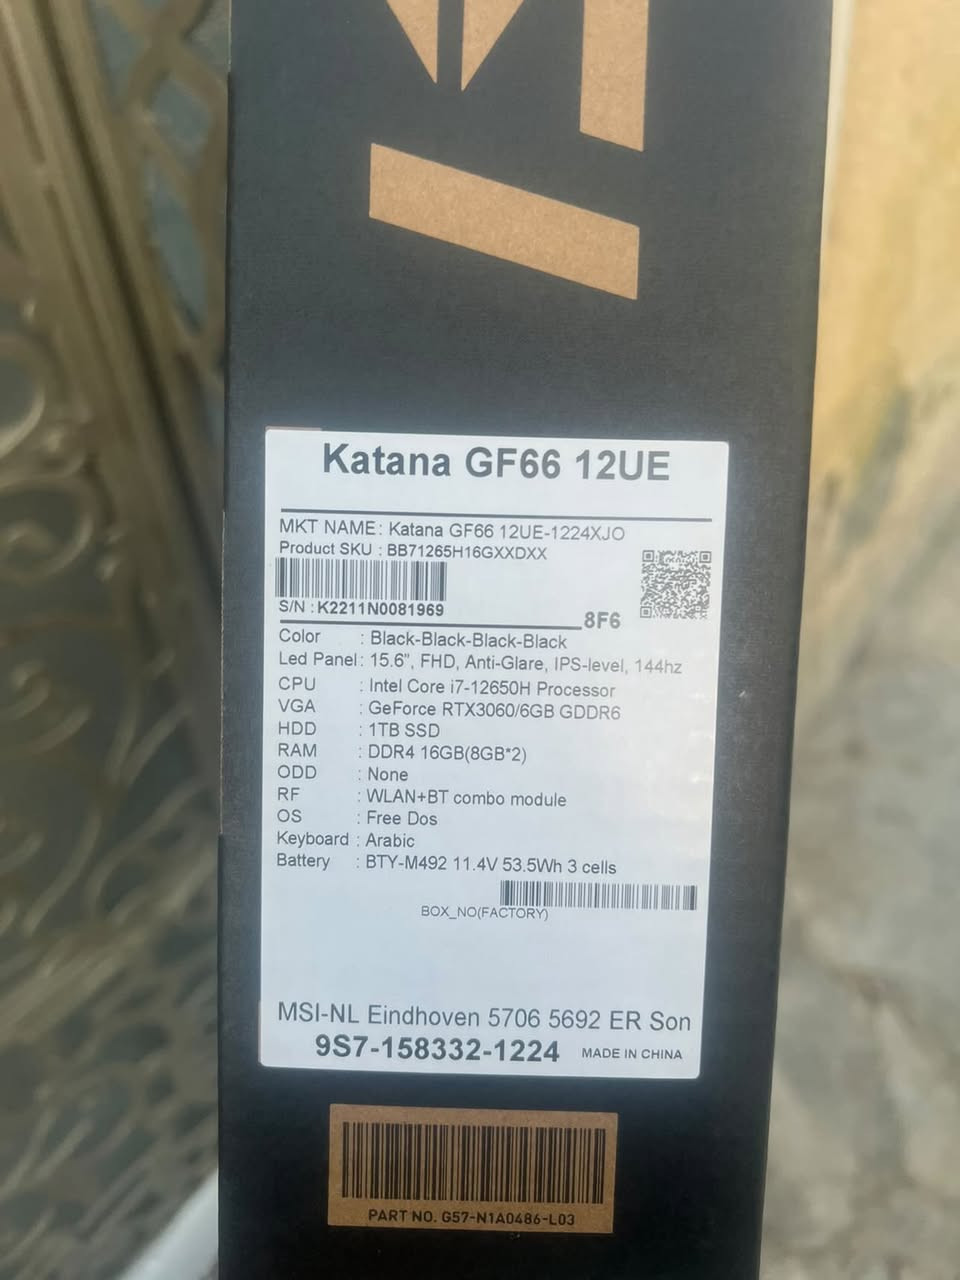 Katana GF66 12UE
MKT NAME: Katana GF66 12UE-1224XJO
Product SKU : BB71265H16GXXDXX
S/N : K2211N0081969
8F6
Color : Black-Black-Black-Black
Led Panel : 15.6", FHD, Anti-Glare, IPS-level, 144hz
CPU : Intel Core i7-12650H Processor
VGA : GeForce RTX3060/6GB GDDR6
HDD : 1TB SSD
RAM : DDR4 16GB(8GB*2)
ODD : None
RF : WLAN+BT combo module
OS : Free Dos
Keyboard : Arabic
Battery : BTY-M492 11.4V 53.5Wh 3 cells
BOX_NO(FACTORY)
MSI-NL Eindhoven 5706 5692 ER Son
9S7-158332-1224 MADE IN CHINA
PART NO. G57-N1A0486-L03